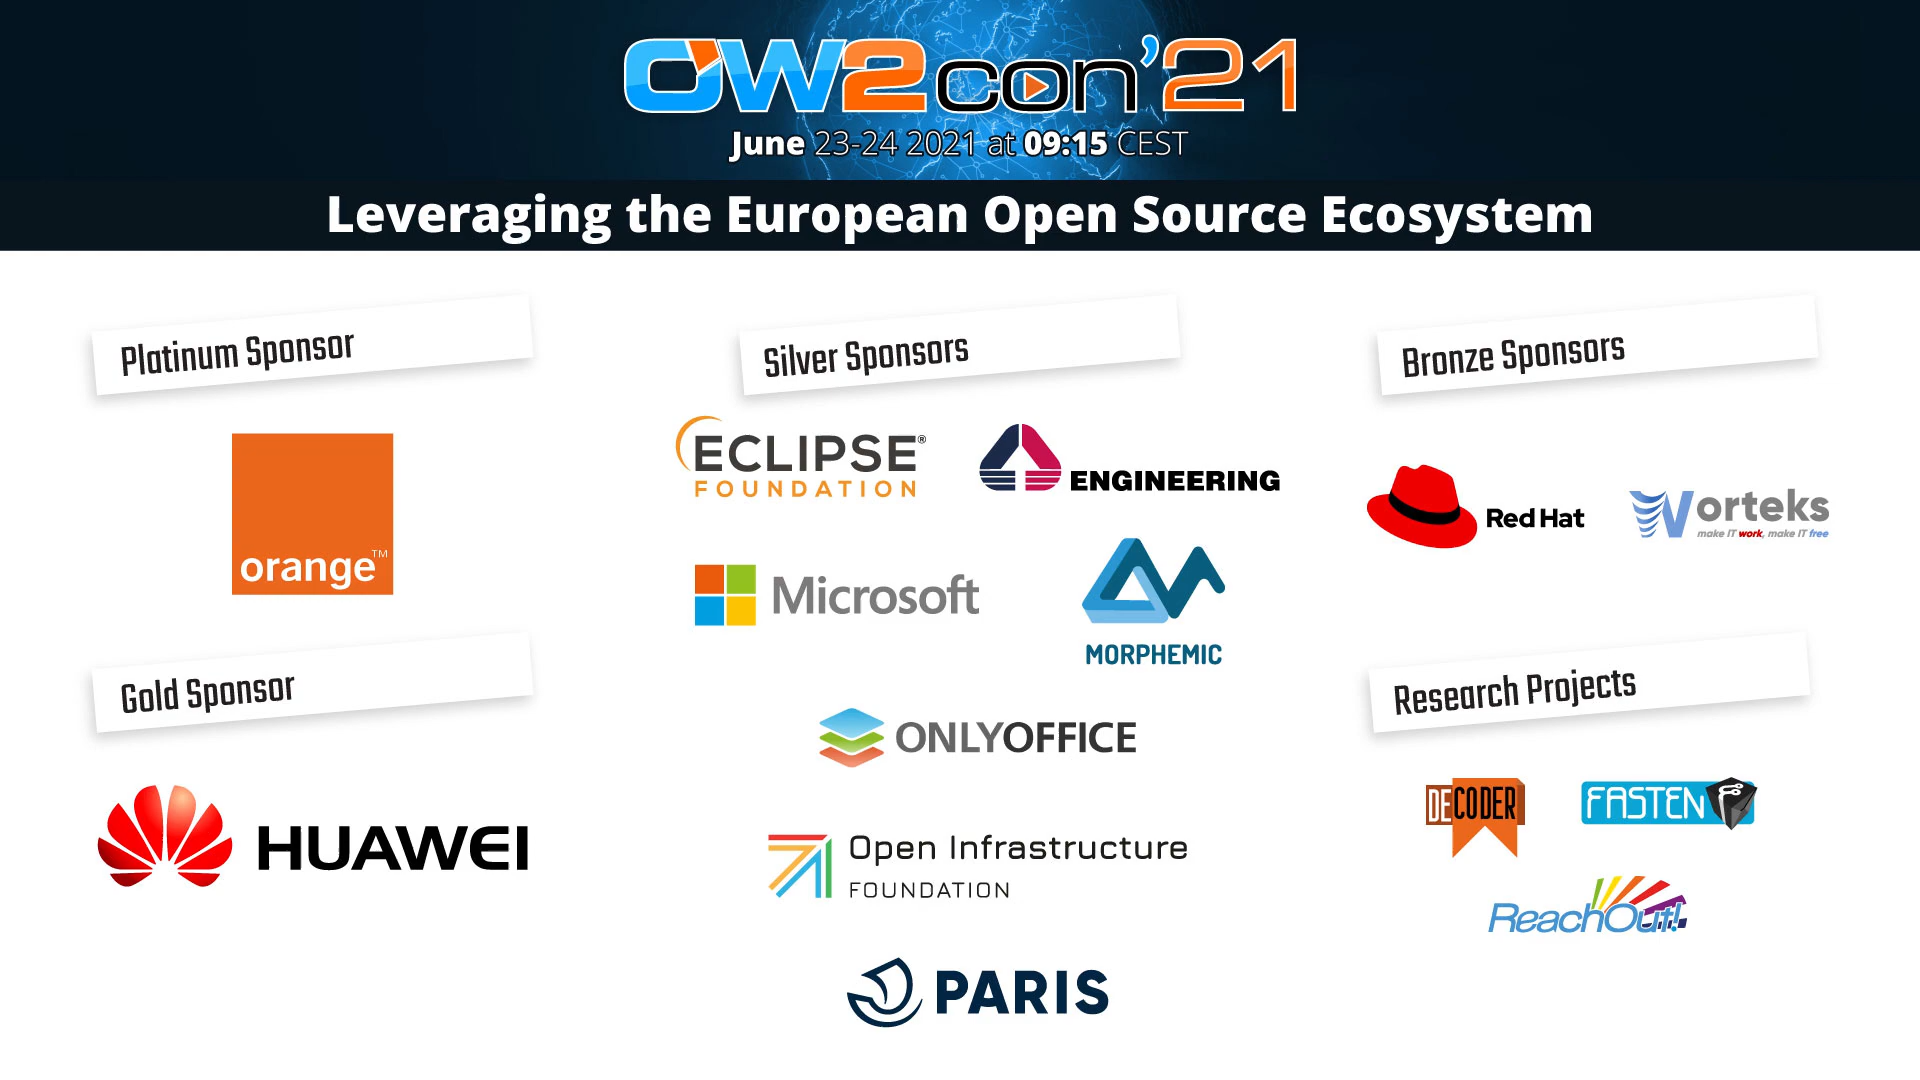 OW2con'21
June 23-24 2021 at 09:15 CEST
Leveraging the European Open Source Ecosystem
Platinum Sponsor
orange™
Gold Sponsor
HUAWEI
Silver Sponsors
ECLIPSE®
FOUNDATION
ENGINEERING
Microsoft
MORPHEMIC
ONLYOFFICE
Open Infrastructure
FOUNDATION
PARIS
Bronze Sponsors
Red Hat
Worteks
make IT work, make IT free
Research Projects
DECODER
FASTEN
ReachOut!